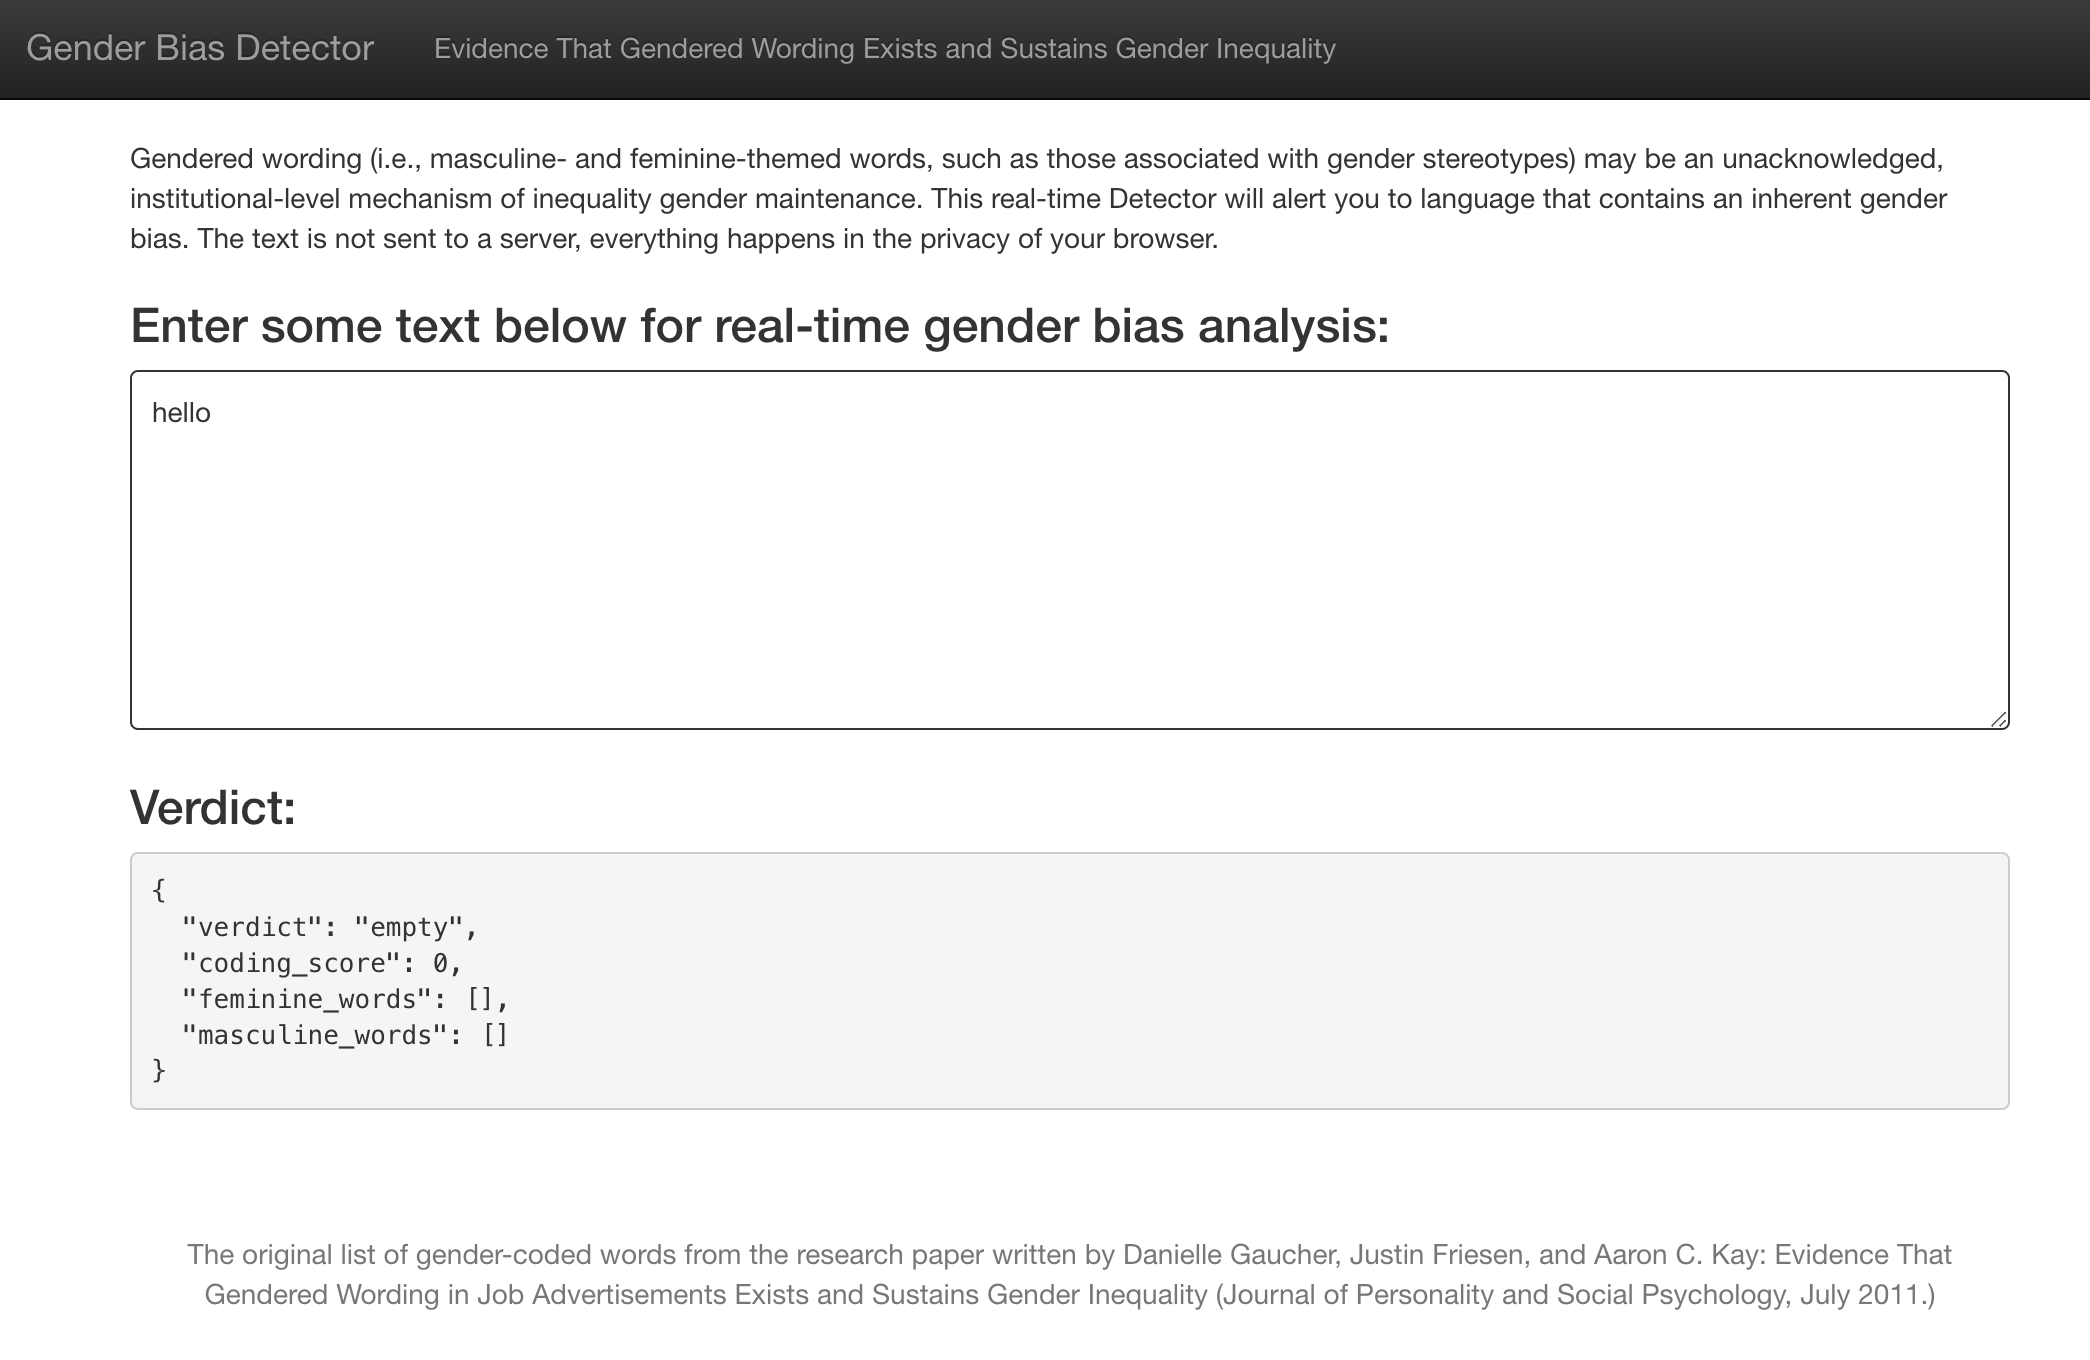 Gender Bias Detector Evidence That Gendered Wording Exists and Sustains Gender Inequality
Gendered wording (i.e., masculine- and feminine-themed words, such as those associated with gender stereotypes) may be an unacknowledged,
institutional-level mechanism of inequality gender maintenance. This real-time Detector will alert you to language that contains an inherent gender
bias. The text is not sent to a server, everything happens in the privacy of your browser.
Enter some text below for real-time gender bias analysis:
hello
Verdict:
{
  "verdict": "empty",
  "coding_score": 0,
  "feminine_words": [],
  "masculine_words": []
}
The original list of gender-coded words from the research paper written by Danielle Gaucher, Justin Friesen, and Aaron C. Kay: Evidence That
Gendered Wording in Job Advertisements Exists and Sustains Gender Inequality (Journal of Personality and Social Psychology, July 2011.)